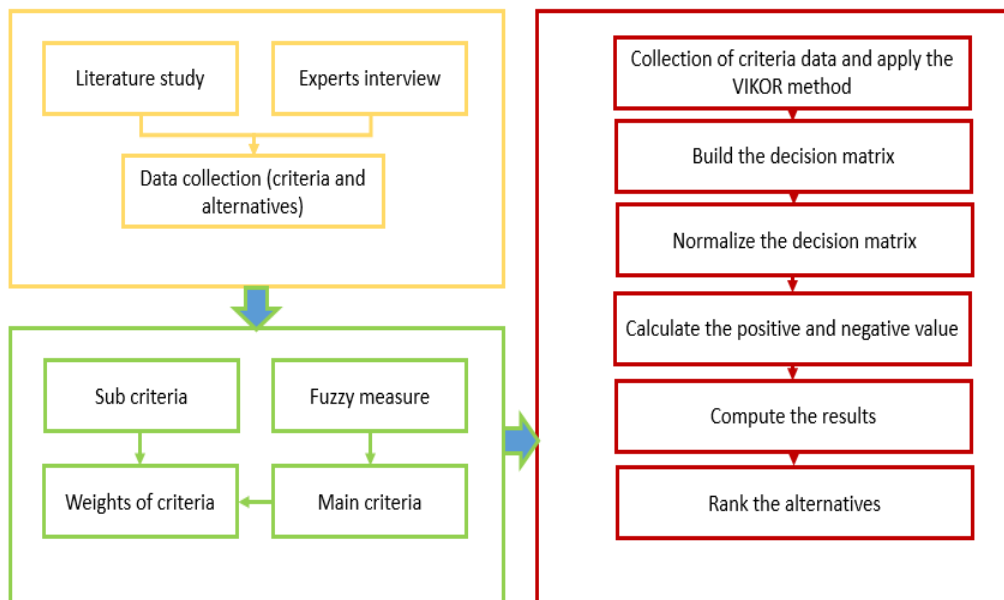 Literature study
Experts interview
Data collection (criteria and
alternatives)
Sub criteria
Fuzzy measure
Weights of criteria
Main criteria
Collection of criteria data and apply the
VIKOR method
Build the decision matrix
Normalize the decision matrix
Calculate the positive and negative value
Compute the results
Rank the alternatives